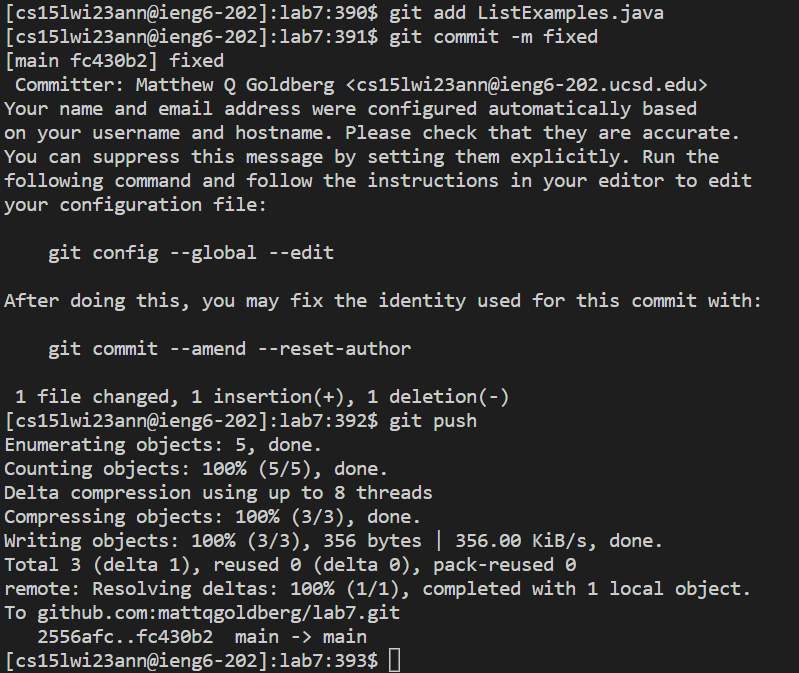 [cs15lwi23ann@ieng6-202]:lab7:390$ git add ListExamples.java
[cs15lwi23ann@ieng6-202]:lab7:391$ git commit -m fixed
[main fc430b2] fixed
 Committer: Matthew Q Goldberg <cs15lwi23ann@ieng6-202.ucsd.edu>
Your name and email address were configured automatically based
on your username and hostname. Please check that they are accurate.
You can suppress this message by setting them explicitly. Run the
following command and follow the instructions in your editor to edit
your configuration file:

    git config --global --edit

After doing this, you may fix the identity used for this commit with:

    git commit --amend --reset-author

 1 file changed, 1 insertion(+), 1 deletion(-)
[cs15lwi23ann@ieng6-202]:lab7:392$ git push
Enumerating objects: 5, done.
Counting objects: 100% (5/5), done.
Delta compression using up to 8 threads
Compressing objects: 100% (3/3), done.
Writing objects: 100% (3/3), 356 bytes | 356.00 KiB/s, done.
Total 3 (delta 1), reused 0 (delta 0), pack-reused 0
remote: Resolving deltas: 100% (1/1), completed with 1 local object.
To github.com:mattqgoldberg/lab7.git
   2556afc..fc430b2  main -> main
[cs15lwi23ann@ieng6-202]:lab7:393$